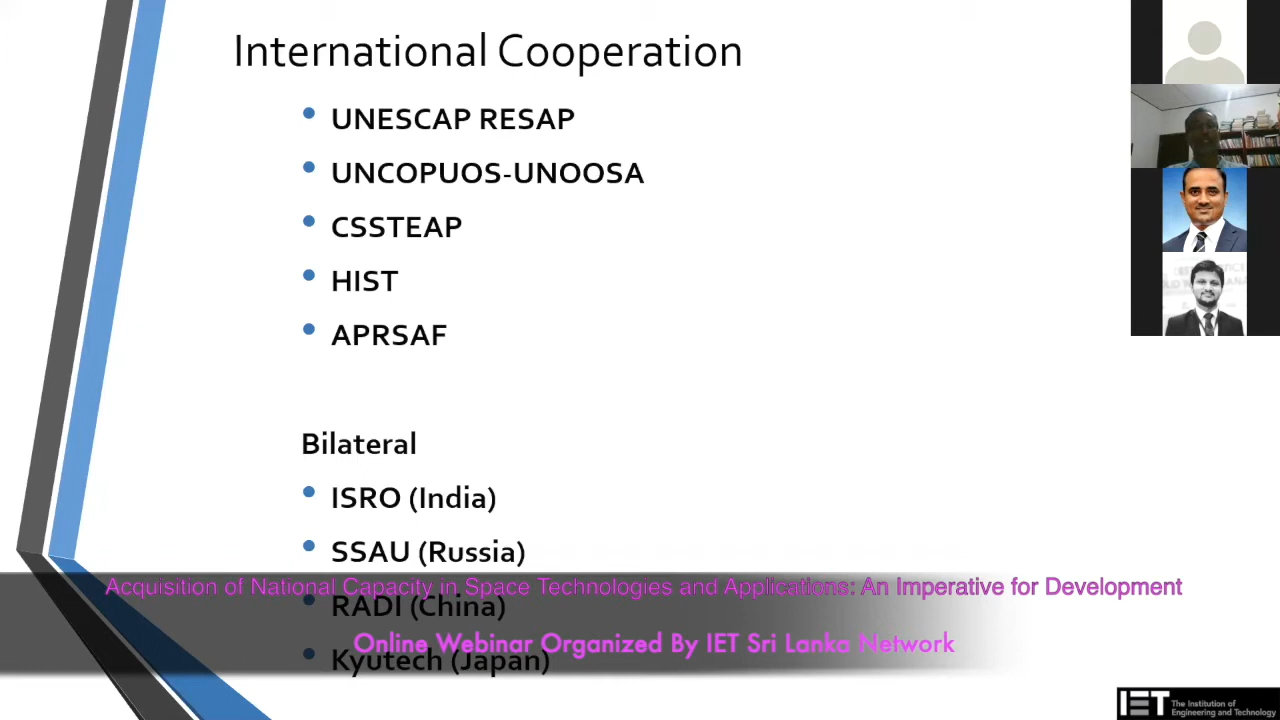 International Cooperation
• UNESCAP RESAP
• UNCOPUOS-UNOOSA
• CSSTEAP
• HIST
• APRSAF
Bilateral
• ISRO (India)
• SSAU (Russia)
Acquisition of National Capacity in Space Technologies and Applications: An Imperative for Development
• RADI (China)
Online Webinar Organized By IET Sri Lanka Network
• Kyutech (Japan)
IET The Institution of
Engineering and Technology